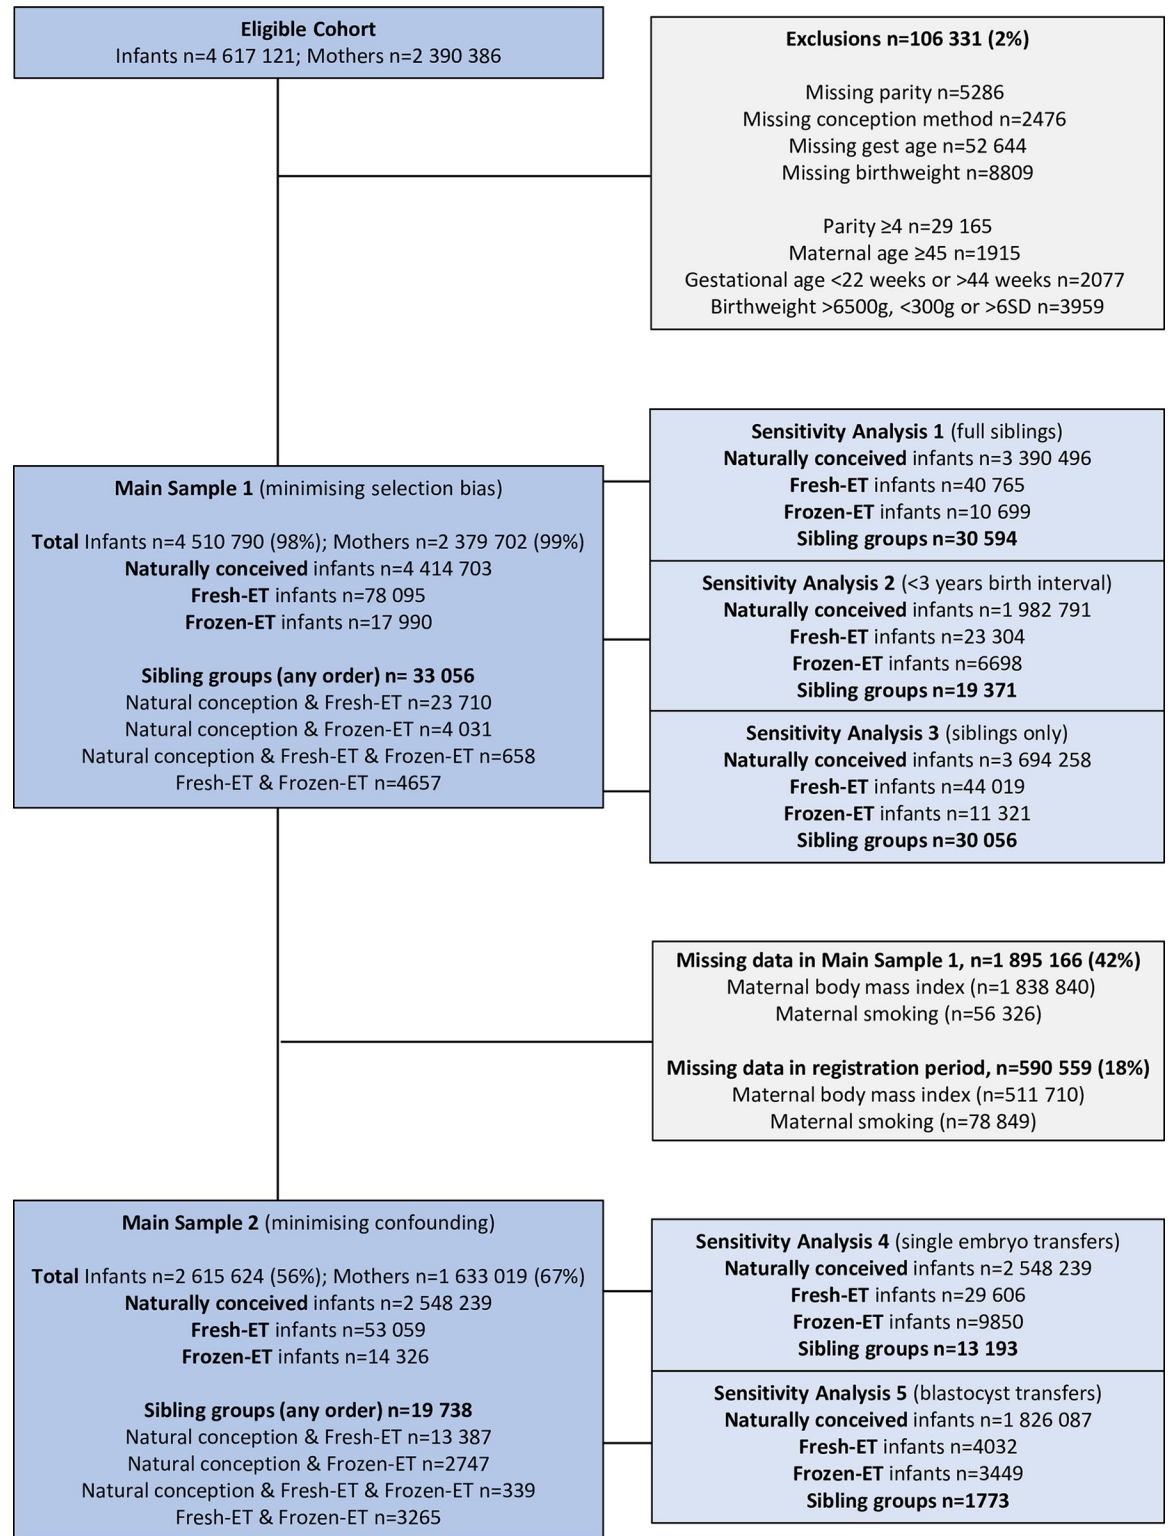 Eligible Cohort
Infants n=4 617 121; Mothers n=2 390 386
Exclusions n=106 331 (2%)
Missing parity n=5286
Missing conception method n=2476
Missing gest age n=52 644
Missing birthweight n=8809
Parity ≥4 n=29 165
Maternal age ≥45 n=1915
Gestational age <22 weeks or >44 weeks n=2077
Birthweight >6500g, <300g or >6SD n=3959
Main Sample 1 (minimising selection bias)
Total Infants n=4 510 790 (98%); Mothers n=2 379 702 (99%)
Naturally conceived infants n=4 414 703
Fresh-ET infants n=78 095
Frozen-ET infants n=17 990
Sibling groups (any order) n= 33 056
Natural conception & Fresh-ET n=23 710
Natural conception & Frozen-ET n=4 031
Natural conception & Fresh-ET & Frozen-ET n=658
Fresh-ET & Frozen-ET n=4657
Sensitivity Analysis 1 (full siblings)
Naturally conceived infants n=3 390 496
Fresh-ET infants n=40 765
Frozen-ET infants n=10 699
Sibling groups n=30 594
Sensitivity Analysis 2 (<3 years birth interval)
Naturally conceived infants n=1 982 791
Fresh-ET infants n=23 304
Frozen-ET infants n=6698
Sibling groups n=19 371
Sensitivity Analysis 3 (siblings only)
Naturally conceived infants n=3 694 258
Fresh-ET infants n=44 019
Frozen-ET infants n=11 321
Sibling groups n=30 056
Missing data in Main Sample 1, n=1 895 166 (42%)
Maternal body mass index (n=1 838 840)
Maternal smoking (n=56 326)
Missing data in registration period, n=590 559 (18%)
Maternal body mass index (n=511 710)
Maternal smoking (n=78 849)
Main Sample 2 (minimising confounding)
Total Infants n=2 615 624 (56%); Mothers n=1 633 019 (67%)
Naturally conceived infants n=2 548 239
Fresh-ET infants n=53 059
Frozen-ET infants n=14 326
Sibling groups (any order) n=19 738
Natural conception & Fresh-ET n=13 387
Natural conception & Frozen-ET n=2747
Natural conception & Fresh-ET & Frozen-ET n=339
Fresh-ET & Frozen-ET n=3265
Sensitivity Analysis 4 (single embryo transfers)
Naturally conceived infants n=2 548 239
Fresh-ET infants n=29 606
Frozen-ET infants n=9850
Sibling groups n=13 193
Sensitivity Analysis 5 (blastocyst transfers)
Naturally conceived infants n=1 826 087
Fresh-ET infants n=4032
Frozen-ET infants n=3449
Sibling groups n=1773